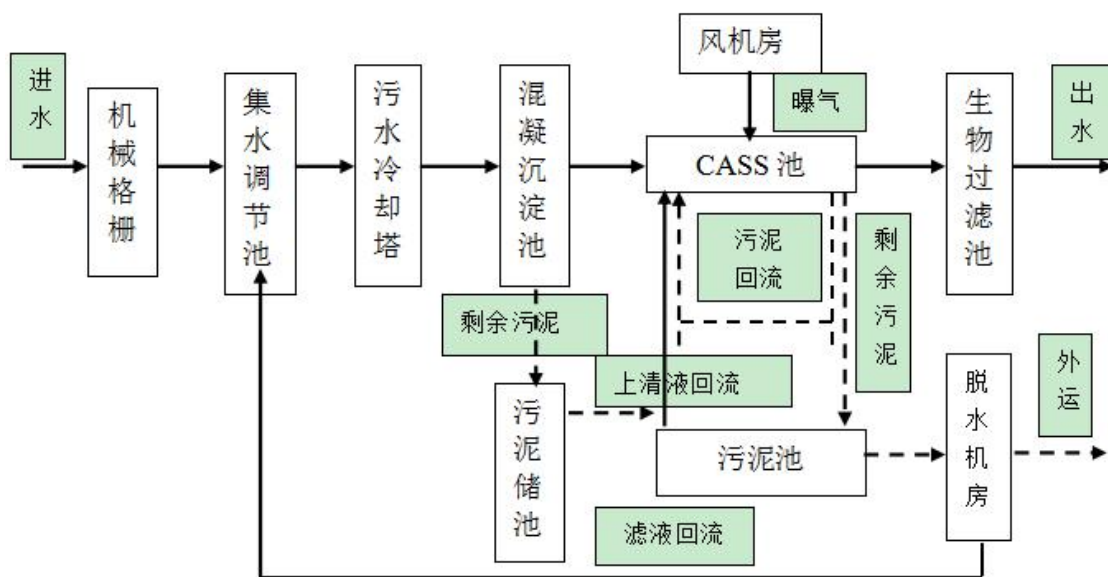 风机房
曝气
进水
机械格栅
集水调节池
污水冷却塔
混凝沉淀池
CASS 池
生物过滤池
出水
污泥
回流
剩余污泥
剩余污泥
上清液回流
污泥储池
污泥池
脱水机房
外运
滤液回流